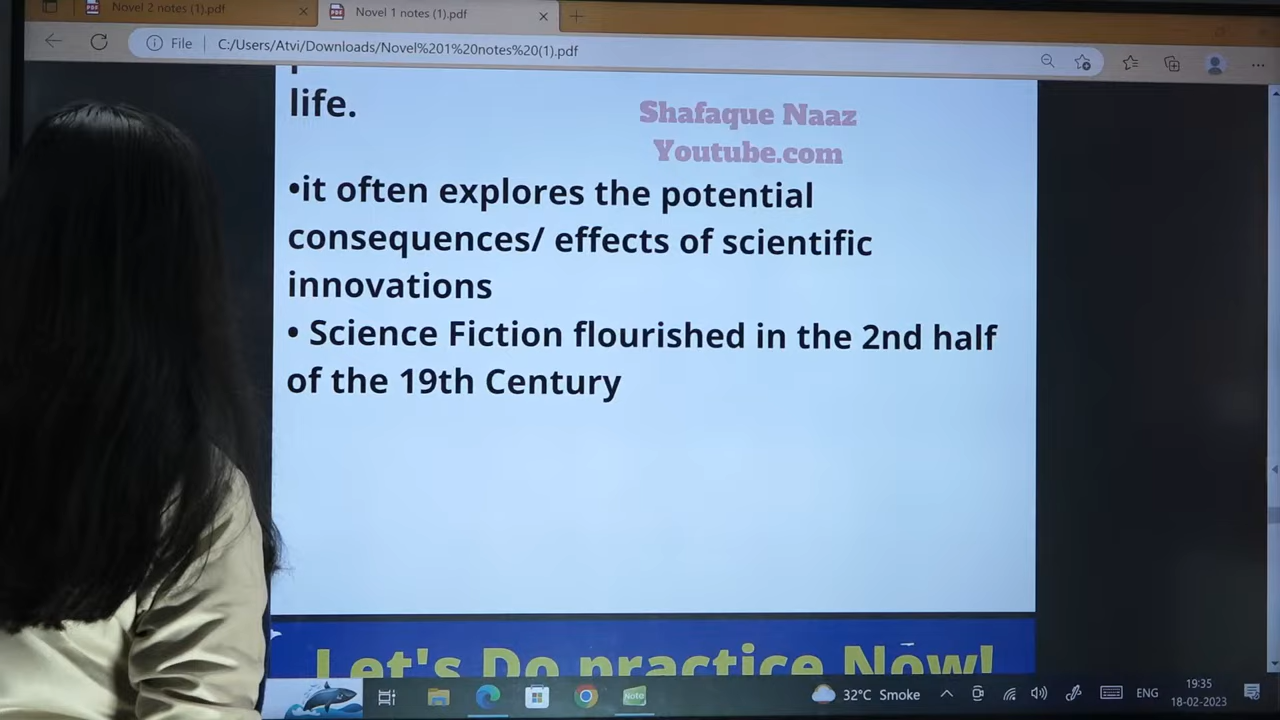 Novel 2 notes (1).pdf
Novel 1 notes (1).pdf
File
C:/Users/Atvi/Downloads/Novel%201%20notes%20(1).pdf
life.
Shafaque Naaz
Youtube.com
•it often explores the potential
consequences/ effects of scientific
innovations
• Science Fiction flourished in the 2nd half
of the 19th Century
Let's Do practice Now!
Note
32°C Smoke
ENG
19:35
18-02-2023